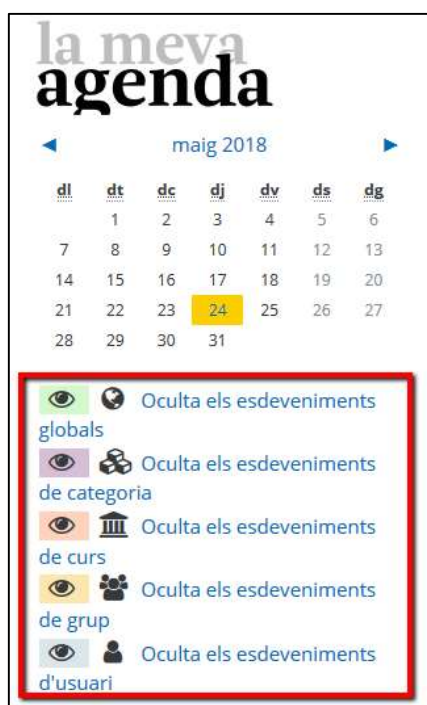 la meva
agenda
◄ maig 2018 ►
dl dt dc dj dv ds dg
1 2 3 4 5 6
7 8 9 10 11 12 13
14 15 16 17 18 19 20
21 22 23 24 25 26 27
28 29 30 31
Oculta els esdeveniments
globals
Oculta els esdeveniments
de categoria
Oculta els esdeveniments
de curs
Oculta els esdeveniments
de grup
Oculta els esdeveniments
d'usuari